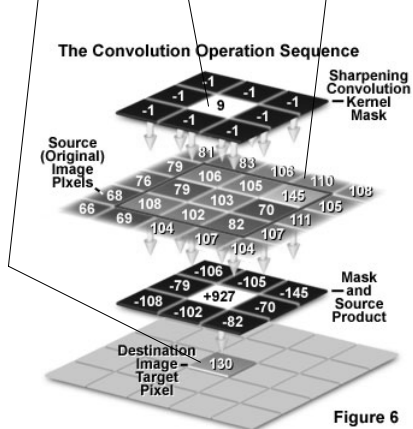 The Convolution Operation Sequence
-1
-1 -1
-1 9 -1
-1 -1
-1
Sharpening
Convolution
Kernel
Mask
Source
(Original)
Image
Pixels
81 83 106 110 108
79 106 105 145 105
76 79 103 70 111
68 108 102 82 107
66 69 104 107 104
-106 -105 -145
-79 +927 -70
-108 -102 -82
Mask
and
Source
Product
Destination
Image
Target
Pixel
130
Figure 6